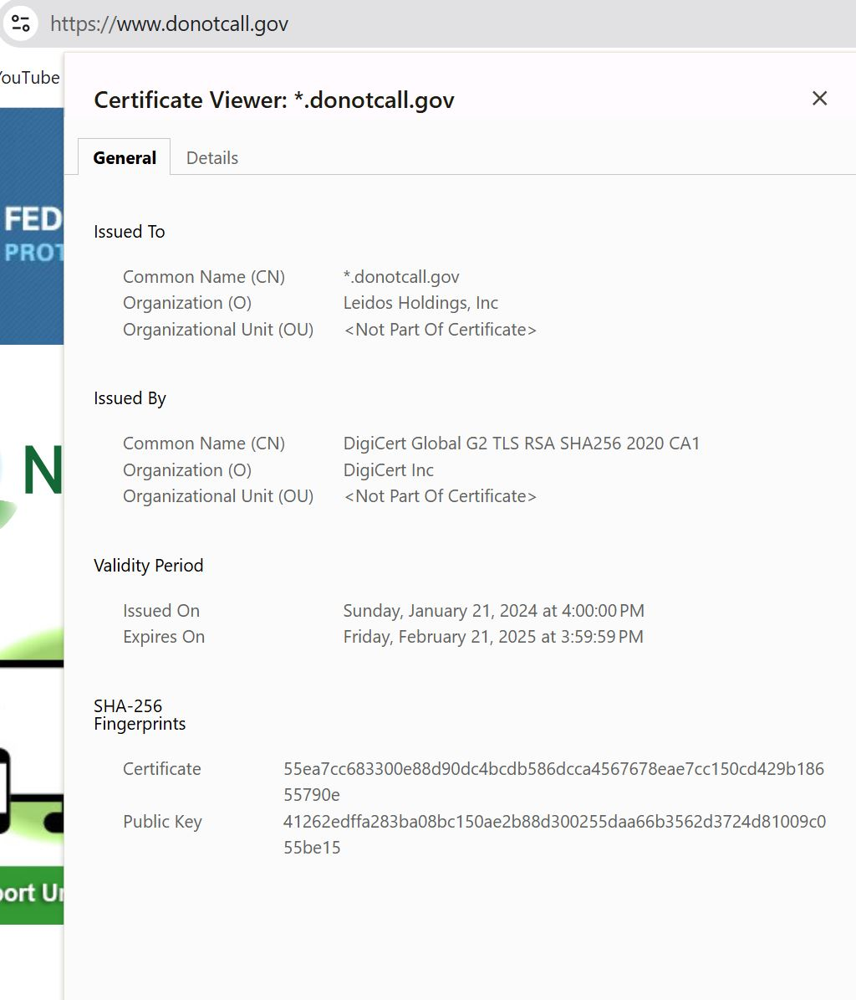 https://www.donotcall.gov
YouTube
Certificate Viewer: *.donotcall.gov
General Details
FED
PROT
Issued To
Common Name (CN) *.donotcall.gov
Organization (O) Leidos Holdings, Inc
Organizational Unit (OU) <Not Part Of Certificate>
Issued By
N
Common Name (CN) DigiCert Global G2 TLS RSA SHA256 2020 CA1
Organization (O) DigiCert Inc
Organizational Unit (OU) <Not Part Of Certificate>
Validity Period
Issued On Sunday, January 21, 2024 at 4:00:00 PM
Expires On Friday, February 21, 2025 at 3:59:59 PM
SHA-256
Fingerprints
Certificate 55ea7cc683300e88d90dc4bcdb586dcca4567678eae7cc150cd429b186
55790e
Public Key 41262edffa283ba08bc150ae2b88d300255daa66b3562d3724d81009c0
55be15
port Un